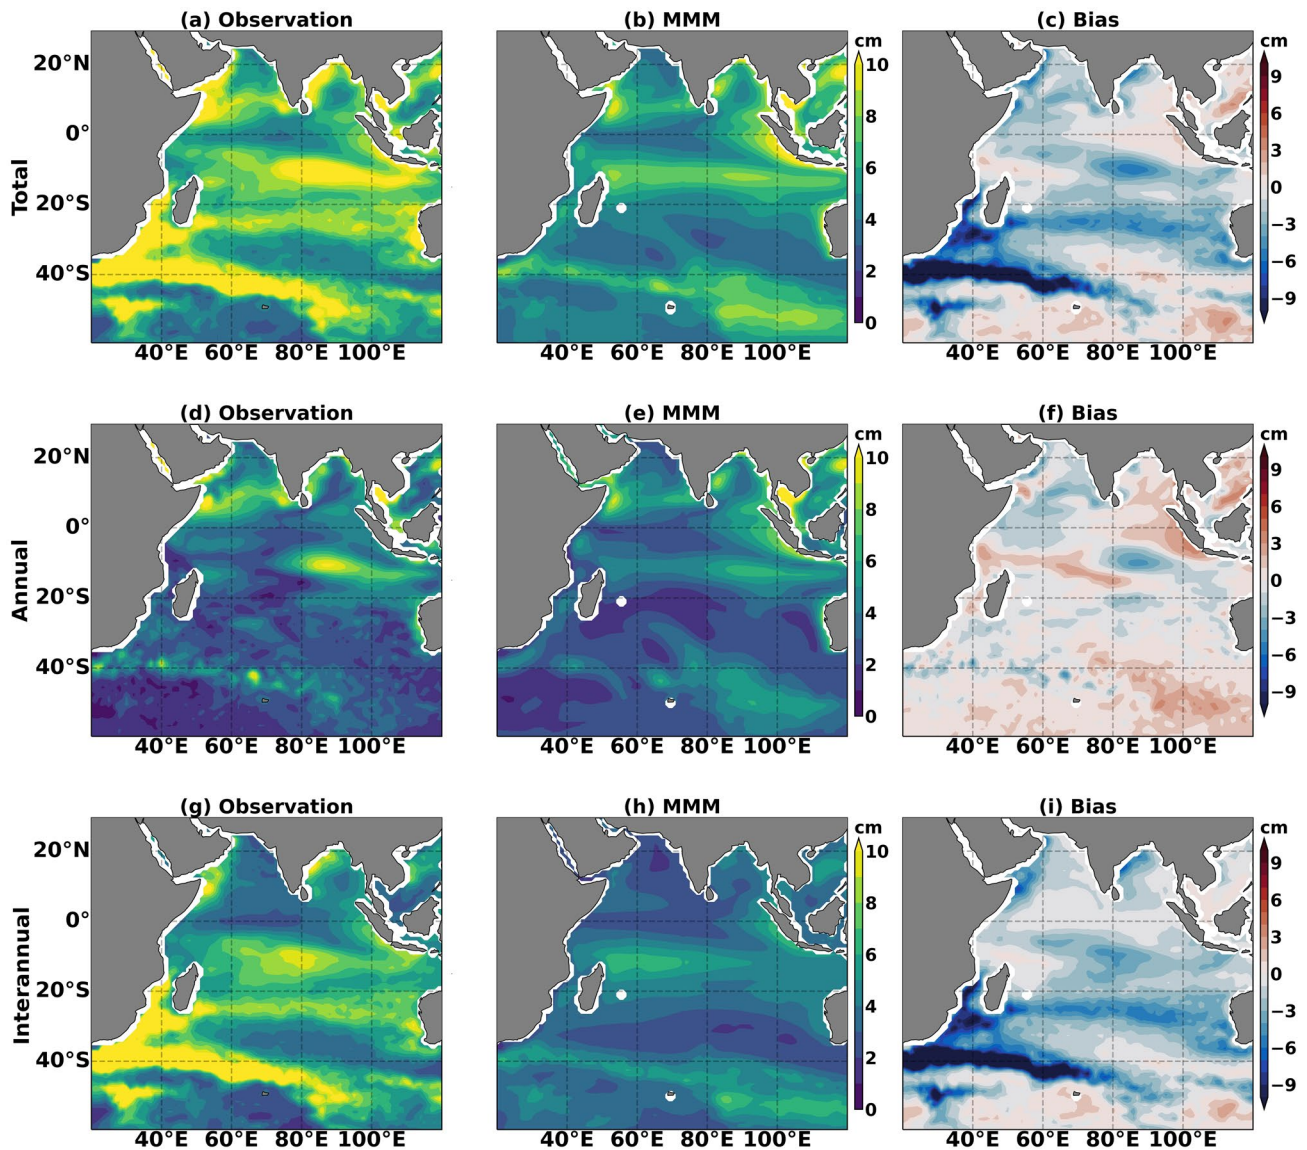 (a) Observation
(b) MMM
(c) Bias
cm
cm
20°N
0°
20°S
40°S
Total
10
8
6
4
2
0
9
6
3
0
−3
−6
−9
40°E 60°E 80°E 100°E
40°E 60°E 80°E 100°E
40°E 60°E 80°E 100°E
(d) Observation
(e) MMM
(f) Bias
cm
cm
20°N
0°
20°S
40°S
Annual
10
8
6
4
2
0
9
6
3
0
−3
−6
−9
40°E 60°E 80°E 100°E
40°E 60°E 80°E 100°E
40°E 60°E 80°E 100°E
(g) Observation
(h) MMM
(i) Bias
cm
cm
20°N
0°
20°S
40°S
Interannual
10
8
6
4
2
0
9
6
3
0
−3
−6
−9
40°E 60°E 80°E 100°E
40°E 60°E 80°E 100°E
40°E 60°E 80°E 100°E